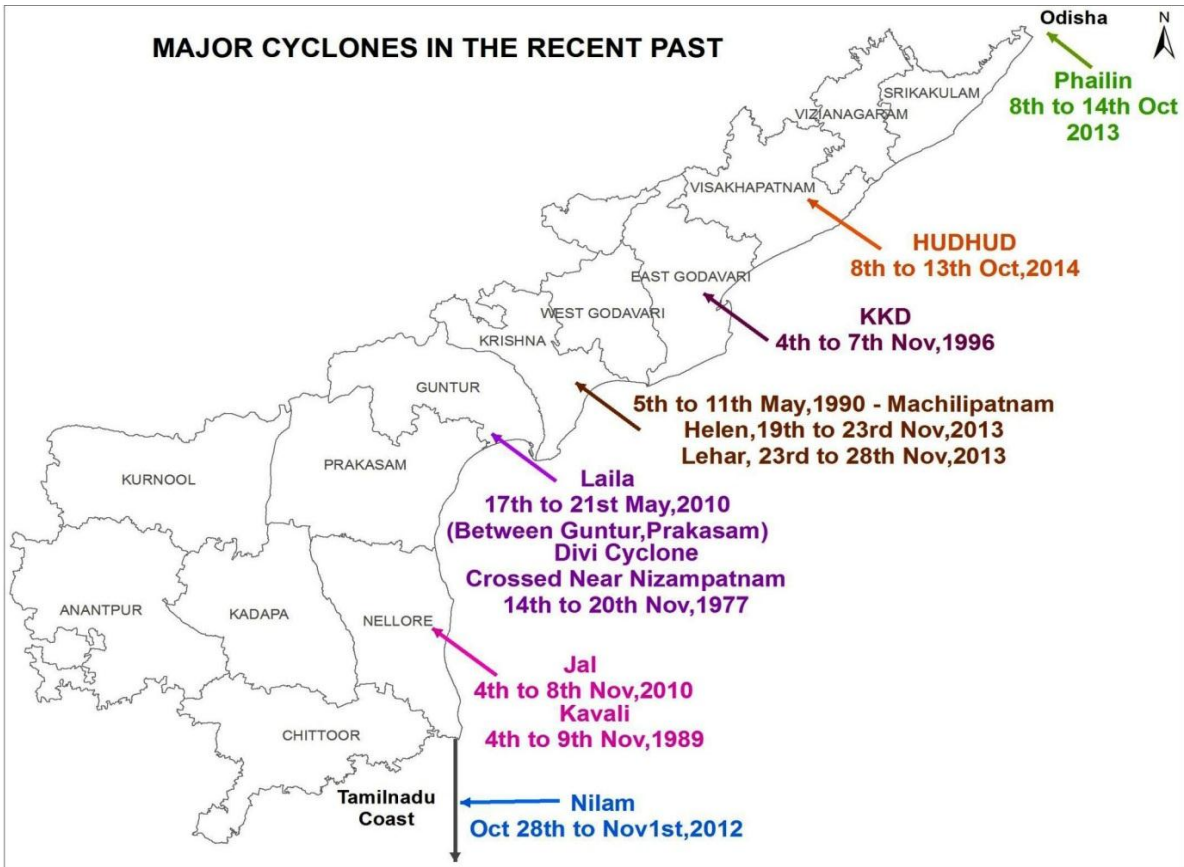 MAJOR CYCLONES IN THE RECENT PAST
Odisha
N
Phailin
8th to 14th Oct
2013
SRIKAKULAM
VIZIANAGARAM
VISAKHAPATNAM
HUDHUD
8th to 13th Oct,2014
EAST GODAVARI
WEST GODAVARI
KKD
4th to 7th Nov,1996
KRISHNA
GUNTUR
5th to 11th May,1990 - Machilipatnam
Helen,19th to 23rd Nov,2013
Lehar, 23rd to 28th Nov,2013
PRAKASAM
KURNOOL
Laila
17th to 21st May,2010
(Between Guntur,Prakasam)
Divi Cyclone
Crossed Near Nizampatnam
14th to 20th Nov,1977
ANANTPUR
KADAPA
NELLORE
Jal
4th to 8th Nov,2010
Kavali
4th to 9th Nov,1989
CHITTOOR
Tamilnadu
Coast
Nilam
Oct 28th to Nov1st,2012